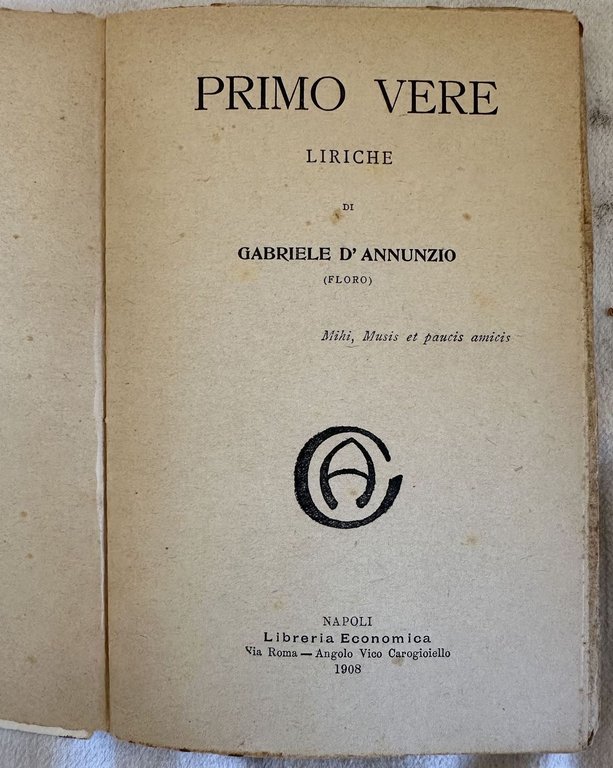 PRIMO VERE
LIRICHE
DI
GABRIELE D'ANNUNZIO
(FLORO)
Mihi, Musis et paucis amicis
CA
NAPOLI
Libreria Economica
Via Roma — Angolo Vico Carogioiello
1908